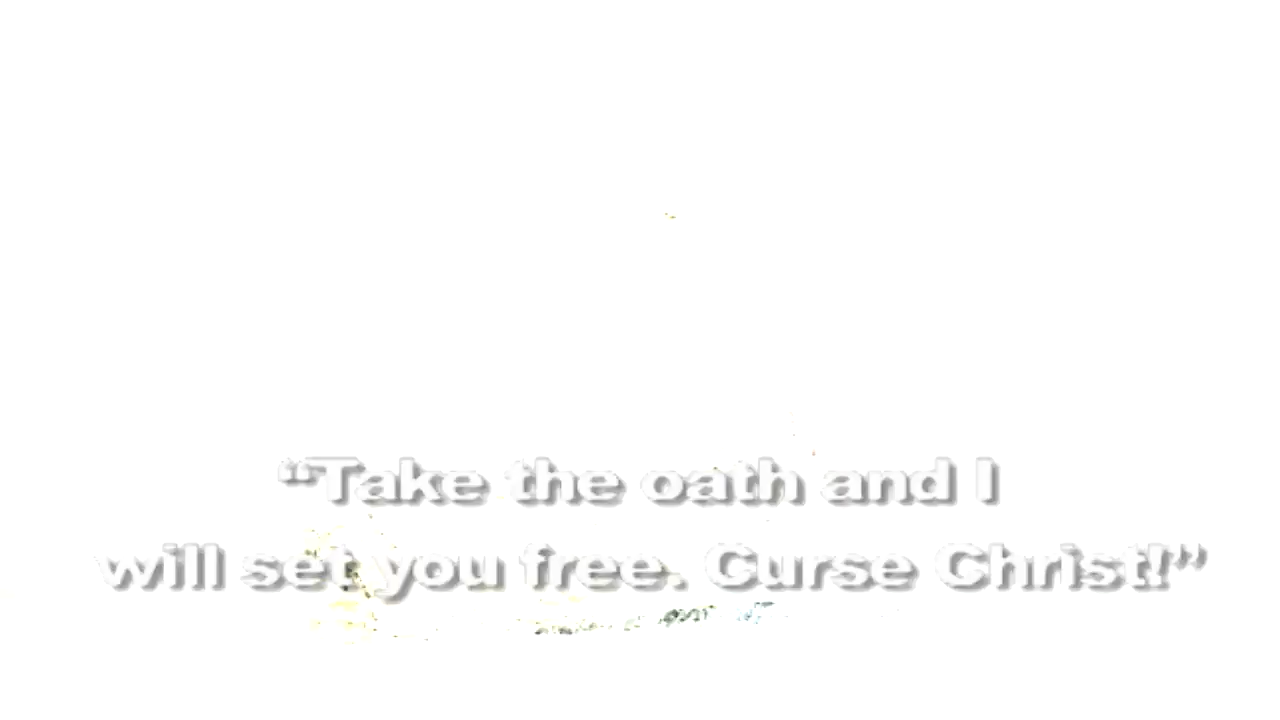 “Take the oath and I
will set you free. Curse Christ!”